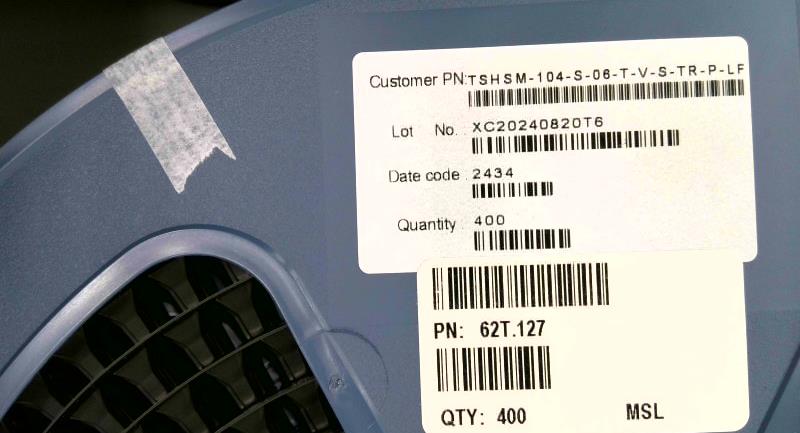 Customer PN:TSHSM-104-S-06-T-V-S-TR-P-LF
Lot No. XC20240820T6
Date code 2434
Quantity 400
PN: 62T.127
QTY: 400 MSL